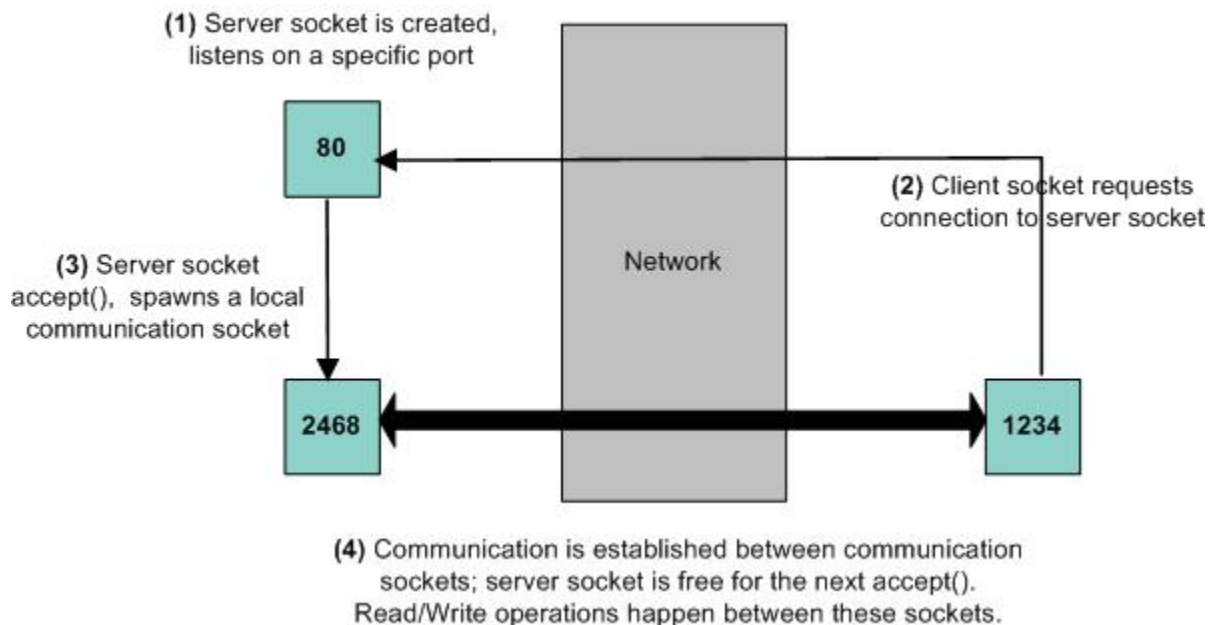 (1) Server socket is created,
listens on a specific port
80
(2) Client socket requests
connection to server socket
Network
(3) Server socket
accept(), spawns a local
communication socket
2468
1234
(4) Communication is established between communication
sockets; server socket is free for the next accept().
Read/Write operations happen between these sockets.